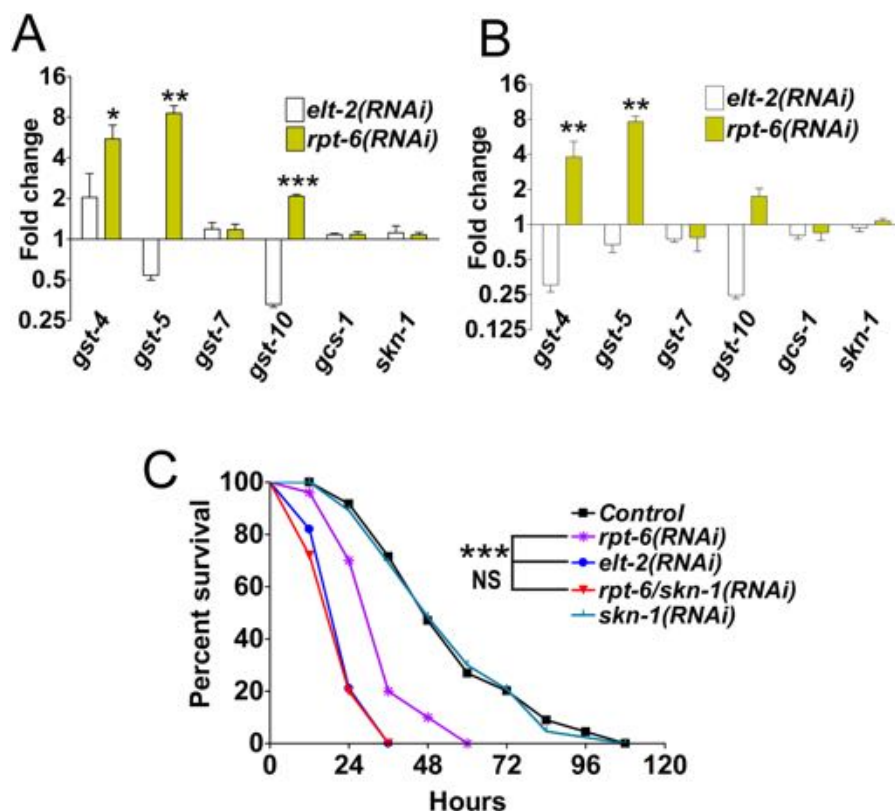 A
B
16
8
4
2
1
0.5
0.25
Fold change
* ** ***
elt-2(RNAi)
rpt-6(RNAi)
gst-4 gst-5 gst-7 gst-10 gcs-1 skn-1
16
8
4
2
1
0.5
0.25
0.125
Fold change
** **
elt-2(RNAi)
rpt-6(RNAi)
gst-4 gst-5 gst-7 gst-10 gcs-1 skn-1
C
100
80
60
40
20
0
Percent survival
0 24 48 72 96 120
Hours
Control
rpt-6(RNAi)
elt-2(RNAi)
rpt-6/skn-1(RNAi)
skn-1(RNAi)
***
NS